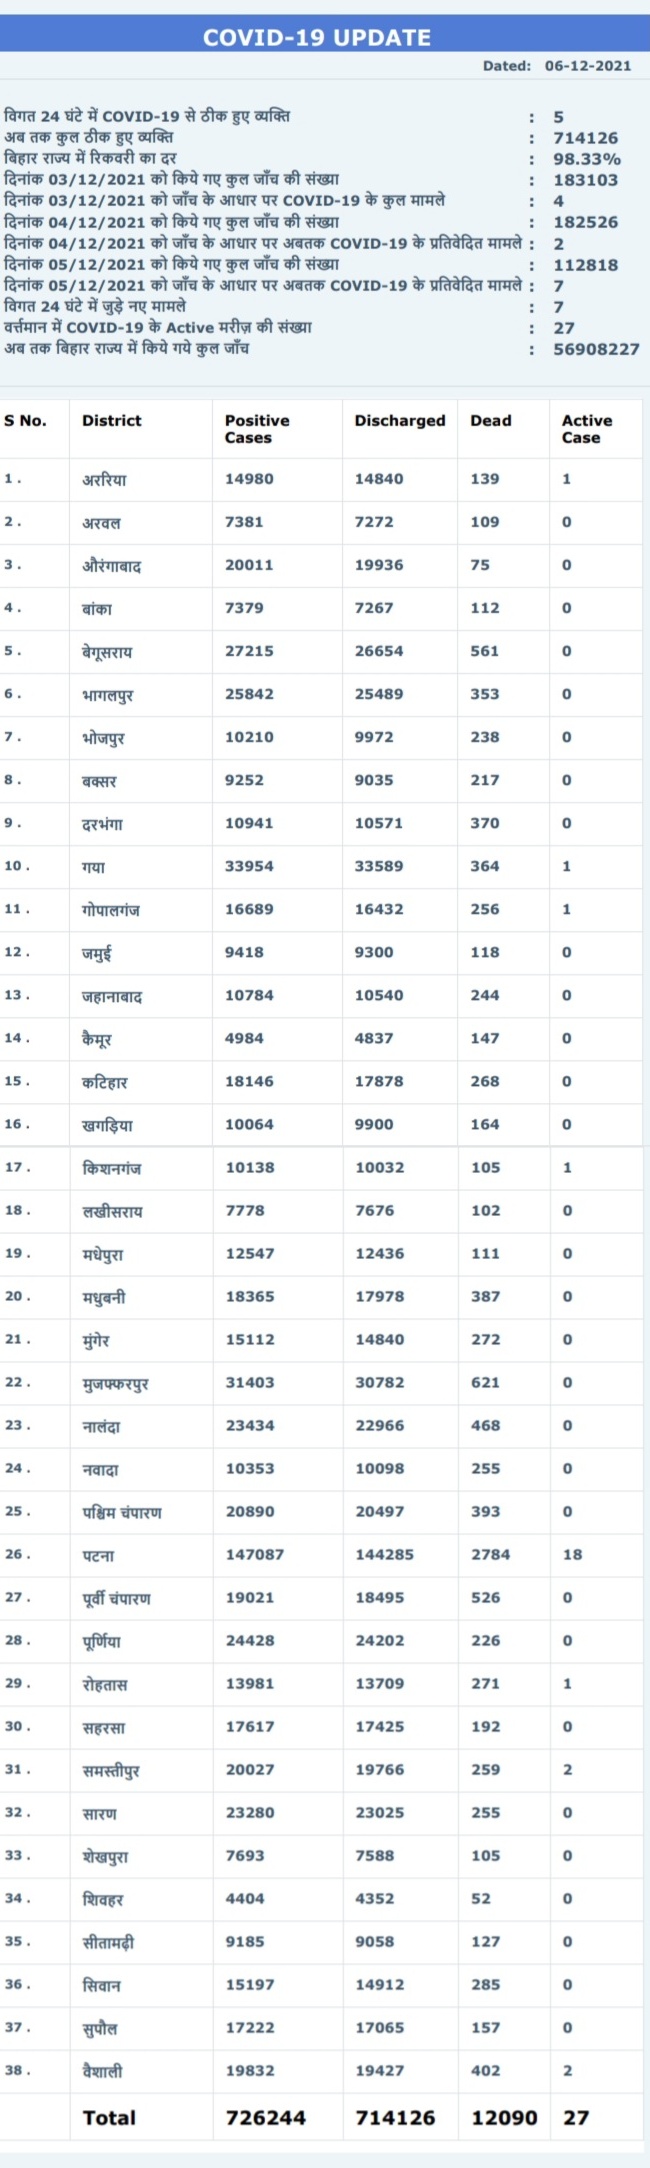 COVID-19 UPDATE
Dated: 06-12-2021
विगत 24 घंटे में COVID-19 से ठीक हुए व्यक्ति : 5
अब तक कुल ठीक हुए व्यक्ति : 714126
बिहार राज्य में रिकवरी का दर : 98.33%
दिनांक 03/12/2021 को किये गए कुल जाँच की संख्या : 183103
दिनांक 03/12/2021 को जाँच के आधार पर COVID-19 के कुल मामले : 4
दिनांक 04/12/2021 को किये गए कुल जाँच की संख्या : 182526
दिनांक 04/12/2021 को जाँच के आधार पर अबतक COVID-19 के प्रतिवेदित मामले : 2
दिनांक 05/12/2021 को किये गए कुल जाँच की संख्या : 112818
दिनांक 05/12/2021 को जाँच के आधार पर अबतक COVID-19 के प्रतिवेदित मामले : 7
विगत 24 घंटे में जुड़े नए मामले : 7
वर्त्तमान में COVID-19 के Active मरीज़ की संख्या : 27
अब तक बिहार राज्य में किये गये कुल जाँच : 56908227
S No. District Positive Cases Discharged Dead Active Case
1 . अररिया 14980 14840 139 1
2 . अरवल 7381 7272 109 0
3 . औरंगाबाद 20011 19936 75 0
4 . बांका 7379 7267 112 0
5 . बेगूसराय 27215 26654 561 0
6 . भागलपुर 25842 25489 353 0
7 . भोजपुर 10210 9972 238 0
8 . बक्सर 9252 9035 217 0
9 . दरभंगा 10941 10571 370 0
10 . गया 33954 33589 364 1
11 . गोपालगंज 16689 16432 256 1
12 . जमुई 9418 9300 118 0
13 . जहानाबाद 10784 10540 244 0
14 . कैमूर 4984 4837 147 0
15 . कटिहार 18146 17878 268 0
16 . खगड़िया 10064 9900 164 0
17 . किशनगंज 10138 10032 105 1
18 . लखीसराय 7778 7676 102 0
19 . मधेपुरा 12547 12436 111 0
20 . मधुबनी 18365 17978 387 0
21 . मुंगेर 15112 14840 272 0
22 . मुजफ्फरपुर 31403 30782 621 0
23 . नालंदा 23434 22966 468 0
24 . नवादा 10353 10098 255 0
25 . पश्चिम चंपारण 20890 20497 393 0
26 . पटना 147087 144285 2784 18
27 . पूर्वी चंपारण 19021 18495 526 0
28 . पूर्णिया 24428 24202 226 0
29 . रोहतास 13981 13709 271 1
30 . सहरसा 17617 17425 192 0
31 . समस्तीपुर 20027 19766 259 2
32 . सारण 23280 23025 255 0
33 . शेखपुरा 7693 7588 105 0
34 . शिवहर 4404 4352 52 0
35 . सीतामढ़ी 9185 9058 127 0
36 . सिवान 15197 14912 285 0
37 . सुपौल 17222 17065 157 0
38 . वैशाली 19832 19427 402 2
Total 726244 714126 12090 27